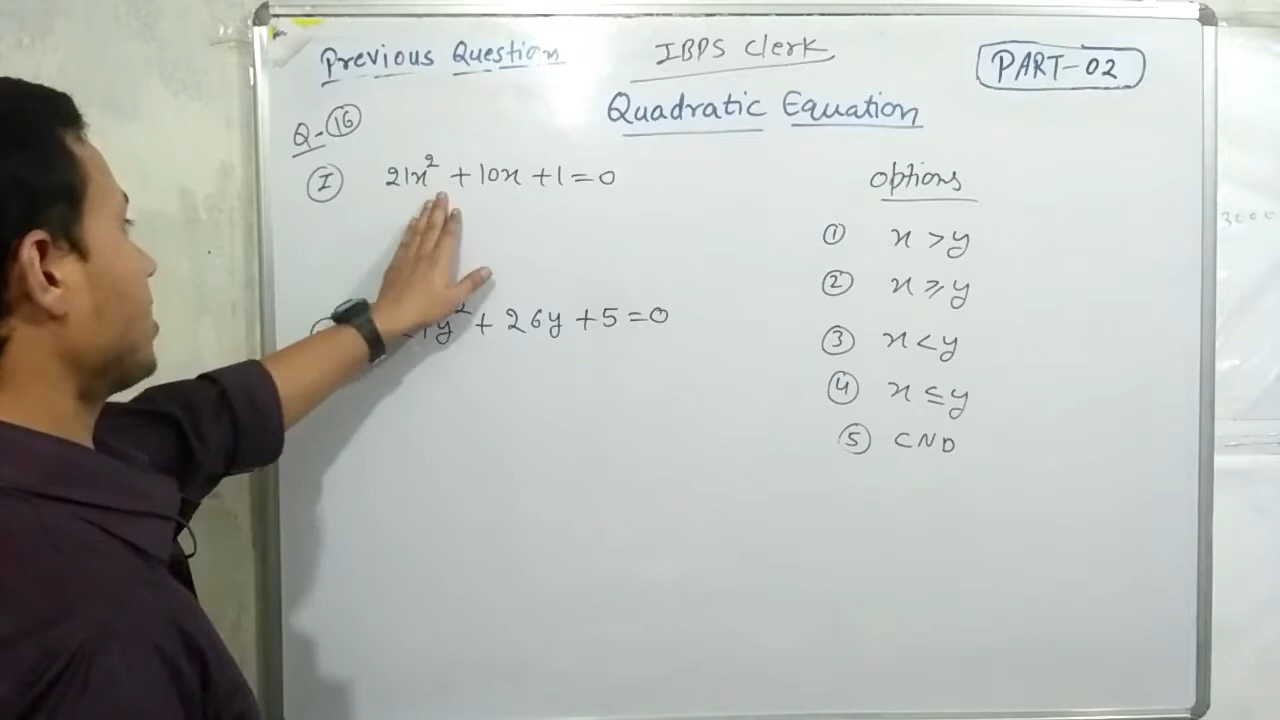 Previous Question
IBPS Clerk
PART-02
Quadratic Equation
Q-16
I 21x² + 10x + 1 = 0
y² + 26y + 5 = 0
options
① x > y
② x ⩾ y
③ x < y
④ x ≤ y
⑤ CND